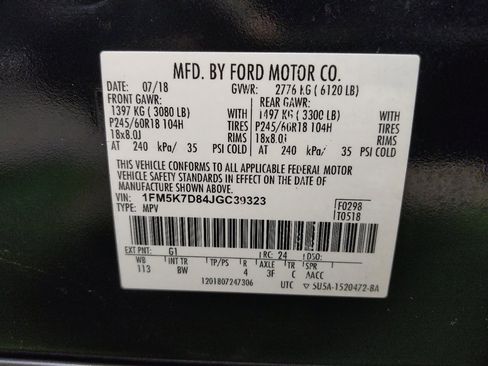 MFD. BY FORD MOTOR CO.
DATE: 07/18 GVWR: 2776 KG ( 6120 LB)
FRONT GAWR: REAR GAWR:
1397 KG ( 3080 LB) WITH 1497 KG ( 3300 LB) WITH
P245/60R18 104H TIRES P245/60R18 104H TIRES
18x8.0J RIMS 18x8.0J RIMS
AT 240 kPa/ 35 PSI COLD AT 240 kPa/ 35 PSI COLD
THIS VEHICLE CONFORMS TO ALL APPLICABLE FEDERAL MOTOR
VEHICLE SAFETY STANDARDS IN EFFECT ON THE DATE OF MANUFACTURE
SHOWN ABOVE.
VIN: 1FM5K7D84JGC39323 F0298
TYPE: MPV T0518
EXT PNT: G1 RC: 24 DSO:
WB INT TR TP/PS R AXLE TR SPR
113 BW 4 3F C AACC
1201807247306 UTC ▽ 5U5A-1520472-BA